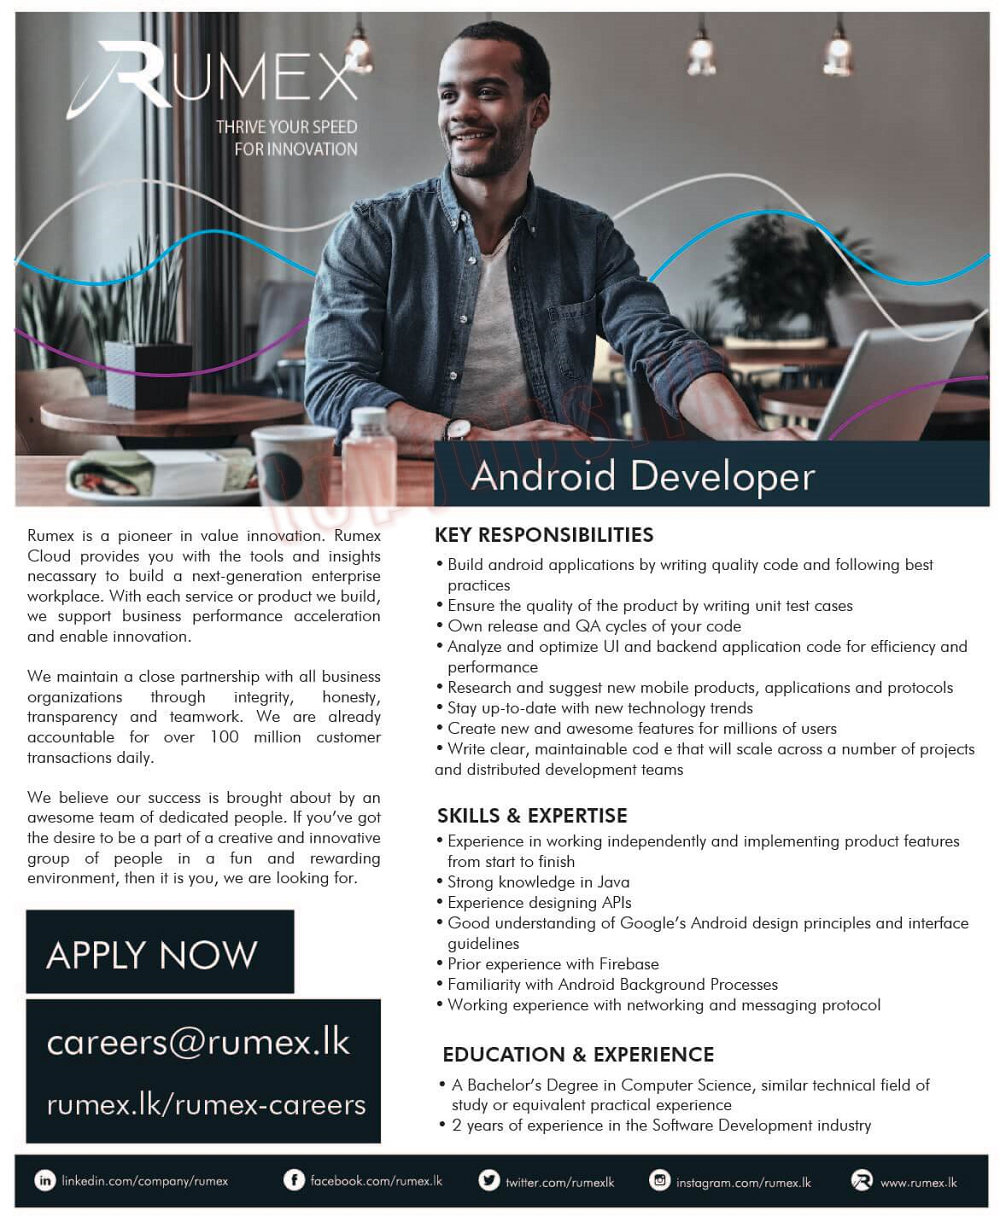 RUMEX
THRIVE YOUR SPEED
FOR INNOVATION
Android Developer
Rumex is a pioneer in value innovation. Rumex
Cloud provides you with the tools and insights
necassary to build a next-generation enterprise
workplace. With each service or product we build,
we support business performance acceleration
and enable innovation.
We maintain a close partnership with all business
organizations through integrity, honesty,
transparency and teamwork. We are already
accountable for over 100 million customer
transactions daily.
We believe our success is brought about by an
awesome team of dedicated people. If you've got
the desire to be a part of a creative and innovative
group of people in a fun and rewarding
environment, then it is you, we are looking for.
APPLY NOW
careers@rumex.lk
rumex.lk/rumex-careers
KEY RESPONSIBILITIES
• Build android applications by writing quality code and following best
practices
• Ensure the quality of the product by writing unit test cases
• Own release and QA cycles of your code
• Analyze and optimize UI and backend application code for efficiency and
performance
• Research and suggest new mobile products, applications and protocols
• Stay up-to-date with new technology trends
• Create new and awesome features for millions of users
• Write clear, maintainable cod e that will scale across a number of projects
and distributed development teams
SKILLS & EXPERTISE
• Experience in working independently and implementing product features
from start to finish
• Strong knowledge in Java
• Experience designing APIs
• Good understanding of Google's Android design principles and interface
guidelines
• Prior experience with Firebase
• Familiarity with Android Background Processes
• Working experience with networking and messaging protocol
EDUCATION & EXPERIENCE
• A Bachelor's Degree in Computer Science, similar technical field of
study or equivalent practical experience
• 2 years of experience in the Software Development industry
linkedin.com/company/rumex
facebook.com/rumex.lk
twitter.com/rumexlk
instagram.com/rumex.lk
www.rumex.lk